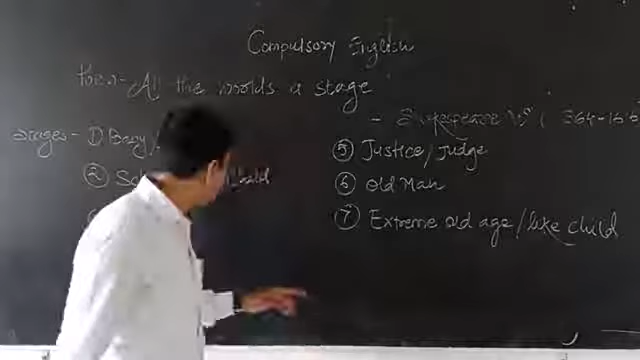 Compulsory English
Poem - All the worlds a stage
- Shakespeare W
Stages - ① Baby/
②
⑤ Justice/Judge
⑥ Old Man
⑦ Extreme old age/like child